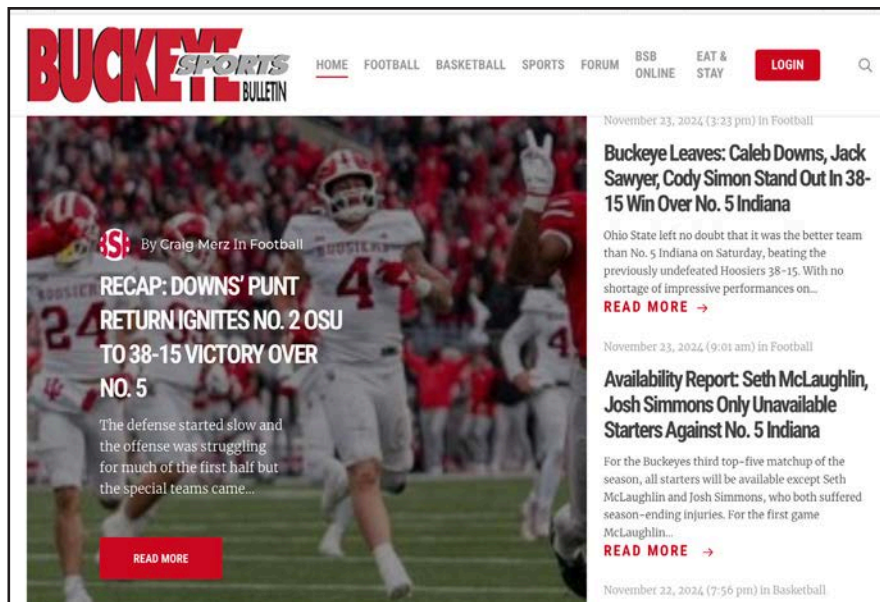 BUCKEYE
SPORTS
BULLETIN
HOME
FOOTBALL
BASKETBALL
SPORTS
FORUM
BSB
ONLINE
EAT &
STAY
LOGIN
HOOSIERS
4
24
By Craig Merz In Football
RECAP: DOWNS' PUNT
RETURN IGNITES NO. 2 OSU
TO 38-15 VICTORY OVER
NO. 5
The defense started slow and
the offense was struggling
for much of the first half but
the special teams came...
READ MORE
November 23, 2024 (3:23 pm) in Football
Buckeye Leaves: Caleb Downs, Jack
Sawyer, Cody Simon Stand Out In 38-
15 Win Over No. 5 Indiana
Ohio State left no doubt that it was the better team
than No. 5 Indiana on Saturday, beating the
previously undefeated Hoosiers 38-15. With no
shortage of impressive performances on...
READ MORE →
November 23, 2024 (9:01 am) in Football
Availability Report: Seth McLaughlin,
Josh Simmons Only Unavailable
Starters Against No. 5 Indiana
For the Buckeyes third top-five matchup of the
season, all starters will be available except Seth
McLaughlin and Josh Simmons, who both suffered
season-ending injuries. For the first game
McLaughlin...
READ MORE →
November 22, 2024 (7:56 pm) in Basketball